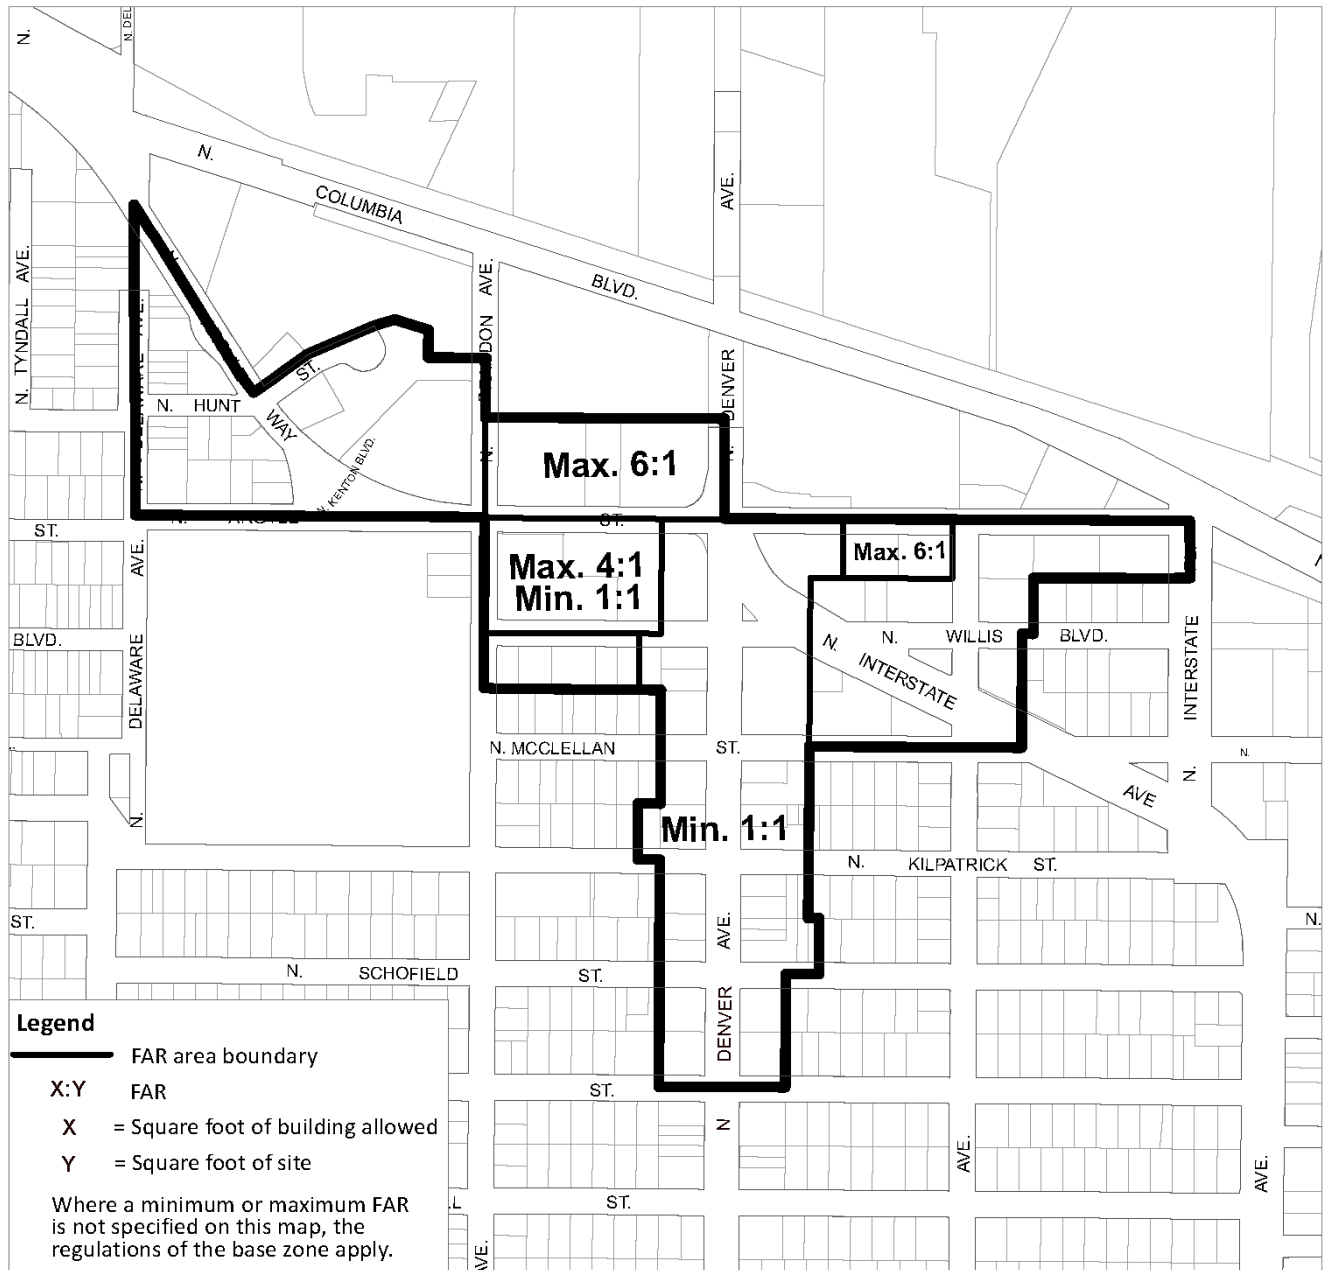 N.
N. DEL
N.
COLUMBIA
BLVD.
AVE.
N. TYNDALL AVE.
AVE.
N. HUNT
ST.
WAY
N. KENTON BLVD.
DENVER
N.
N.
Max. 6:1
ST.
ST.
Max. 4:1
Min. 1:1
Max. 6:1
AVE.
BLVD.
DELAWARE
N.
N. WILLIS BLVD.
N. INTERSTATE
INTERSTATE
N.
AVE
N. MCCLELLAN ST.
N.
Min. 1:1
N. KILPATRICK ST.
ST.
AVE.
N.
N. SCHOFIELD ST.
DENVER
N
ST.
ST.
AVE.
AVE.
AVE.
Legend
FAR area boundary
X:Y FAR
X = Square foot of building allowed
Y = Square foot of site
Where a minimum or maximum FAR
is not specified on this map, the
regulations of the base zone apply.